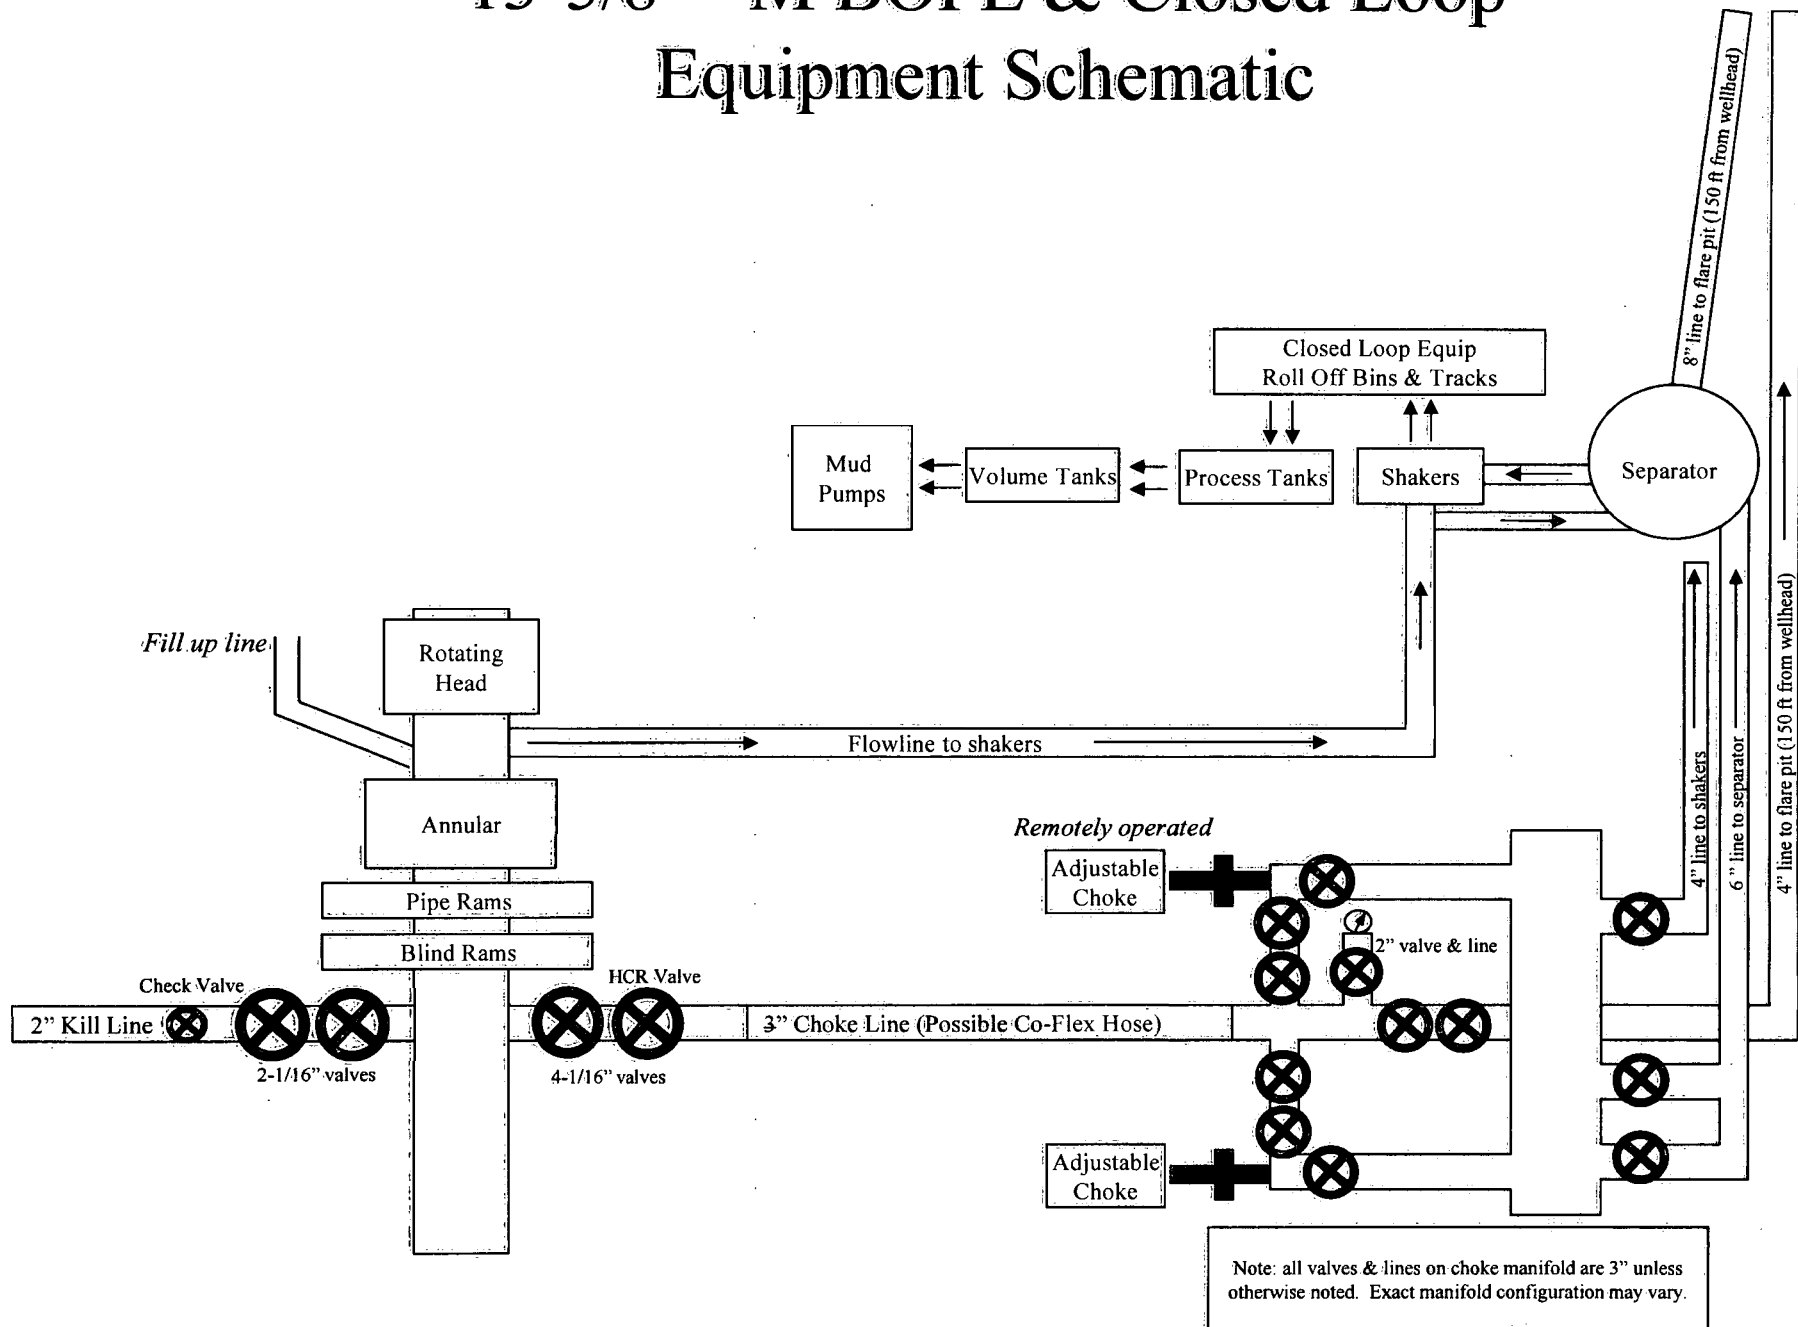 & Closed Loop
Equipment Schematic
8” line to flare pit (150 ft from wellhead)
Closed Loop Equip
Roll Off Bins & Tracks
Mud
Pumps
Volume Tanks
Process Tanks
Shakers
Separator
Fill up line
Rotating
Head
Flowline to shakers
Annular
Pipe Rams
Blind Rams
Check Valve
HCR Valve
2” Kill Line
2-1/16” valves
4-1/16” valves
3” Choke Line (Possible Co-Flex Hose)
Remotely operated
Adjustable
Choke
2” valve & line
Adjustable
Choke
4” line to shakers
6” line to separator
4” line to flare pit (150 ft from wellhead)
Note: all valves & lines on choke manifold are 3” unless
otherwise noted. Exact manifold configuration may vary.